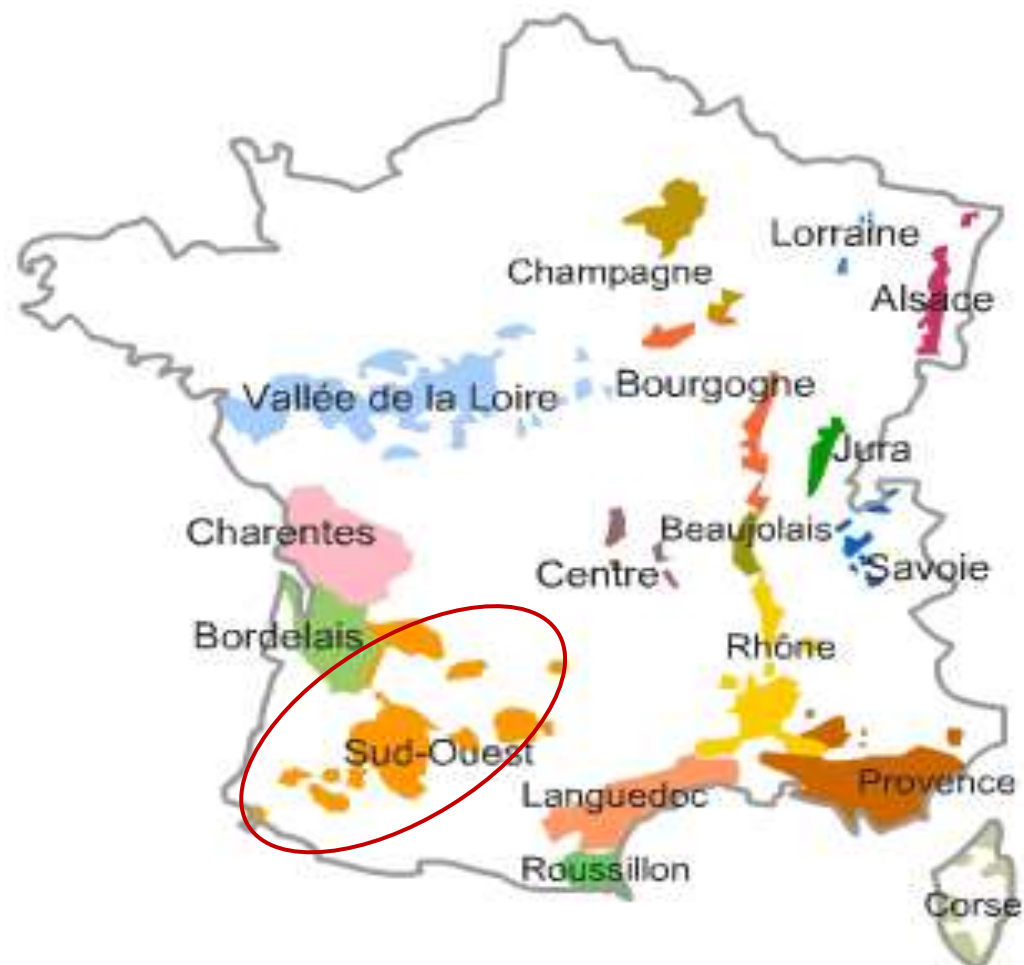 Lorraine
Champagne
Alsace
Bourgogne
Vallée de la Loire
Jura
Charentes
Beaujolais
Centre
Savoie
Bordelais
Rhône
Sud-Ouest
Provence
Languedoc
Roussillon
Corse